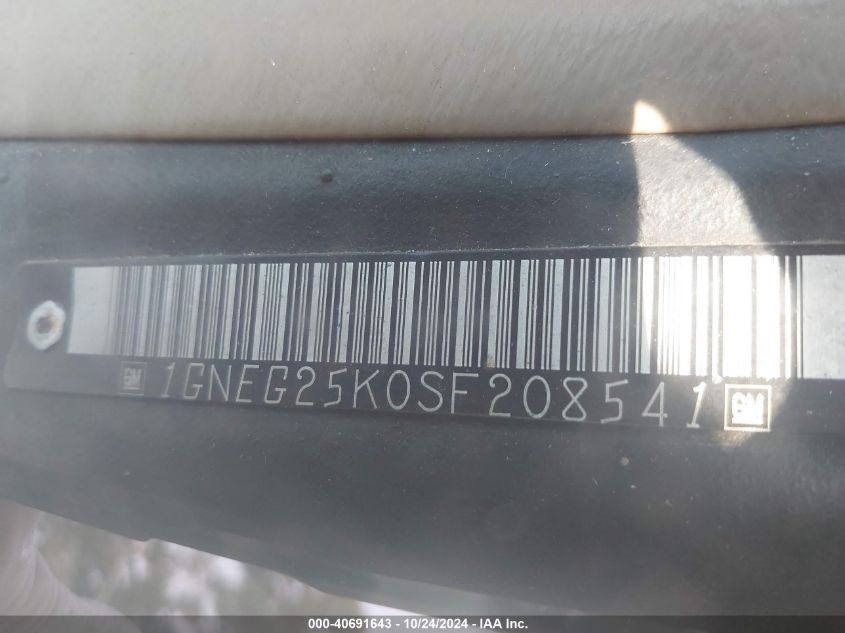 GM 1GNEG25K0SF208541 GM
000-40691643 - 10/24/2024 - IAA Inc.